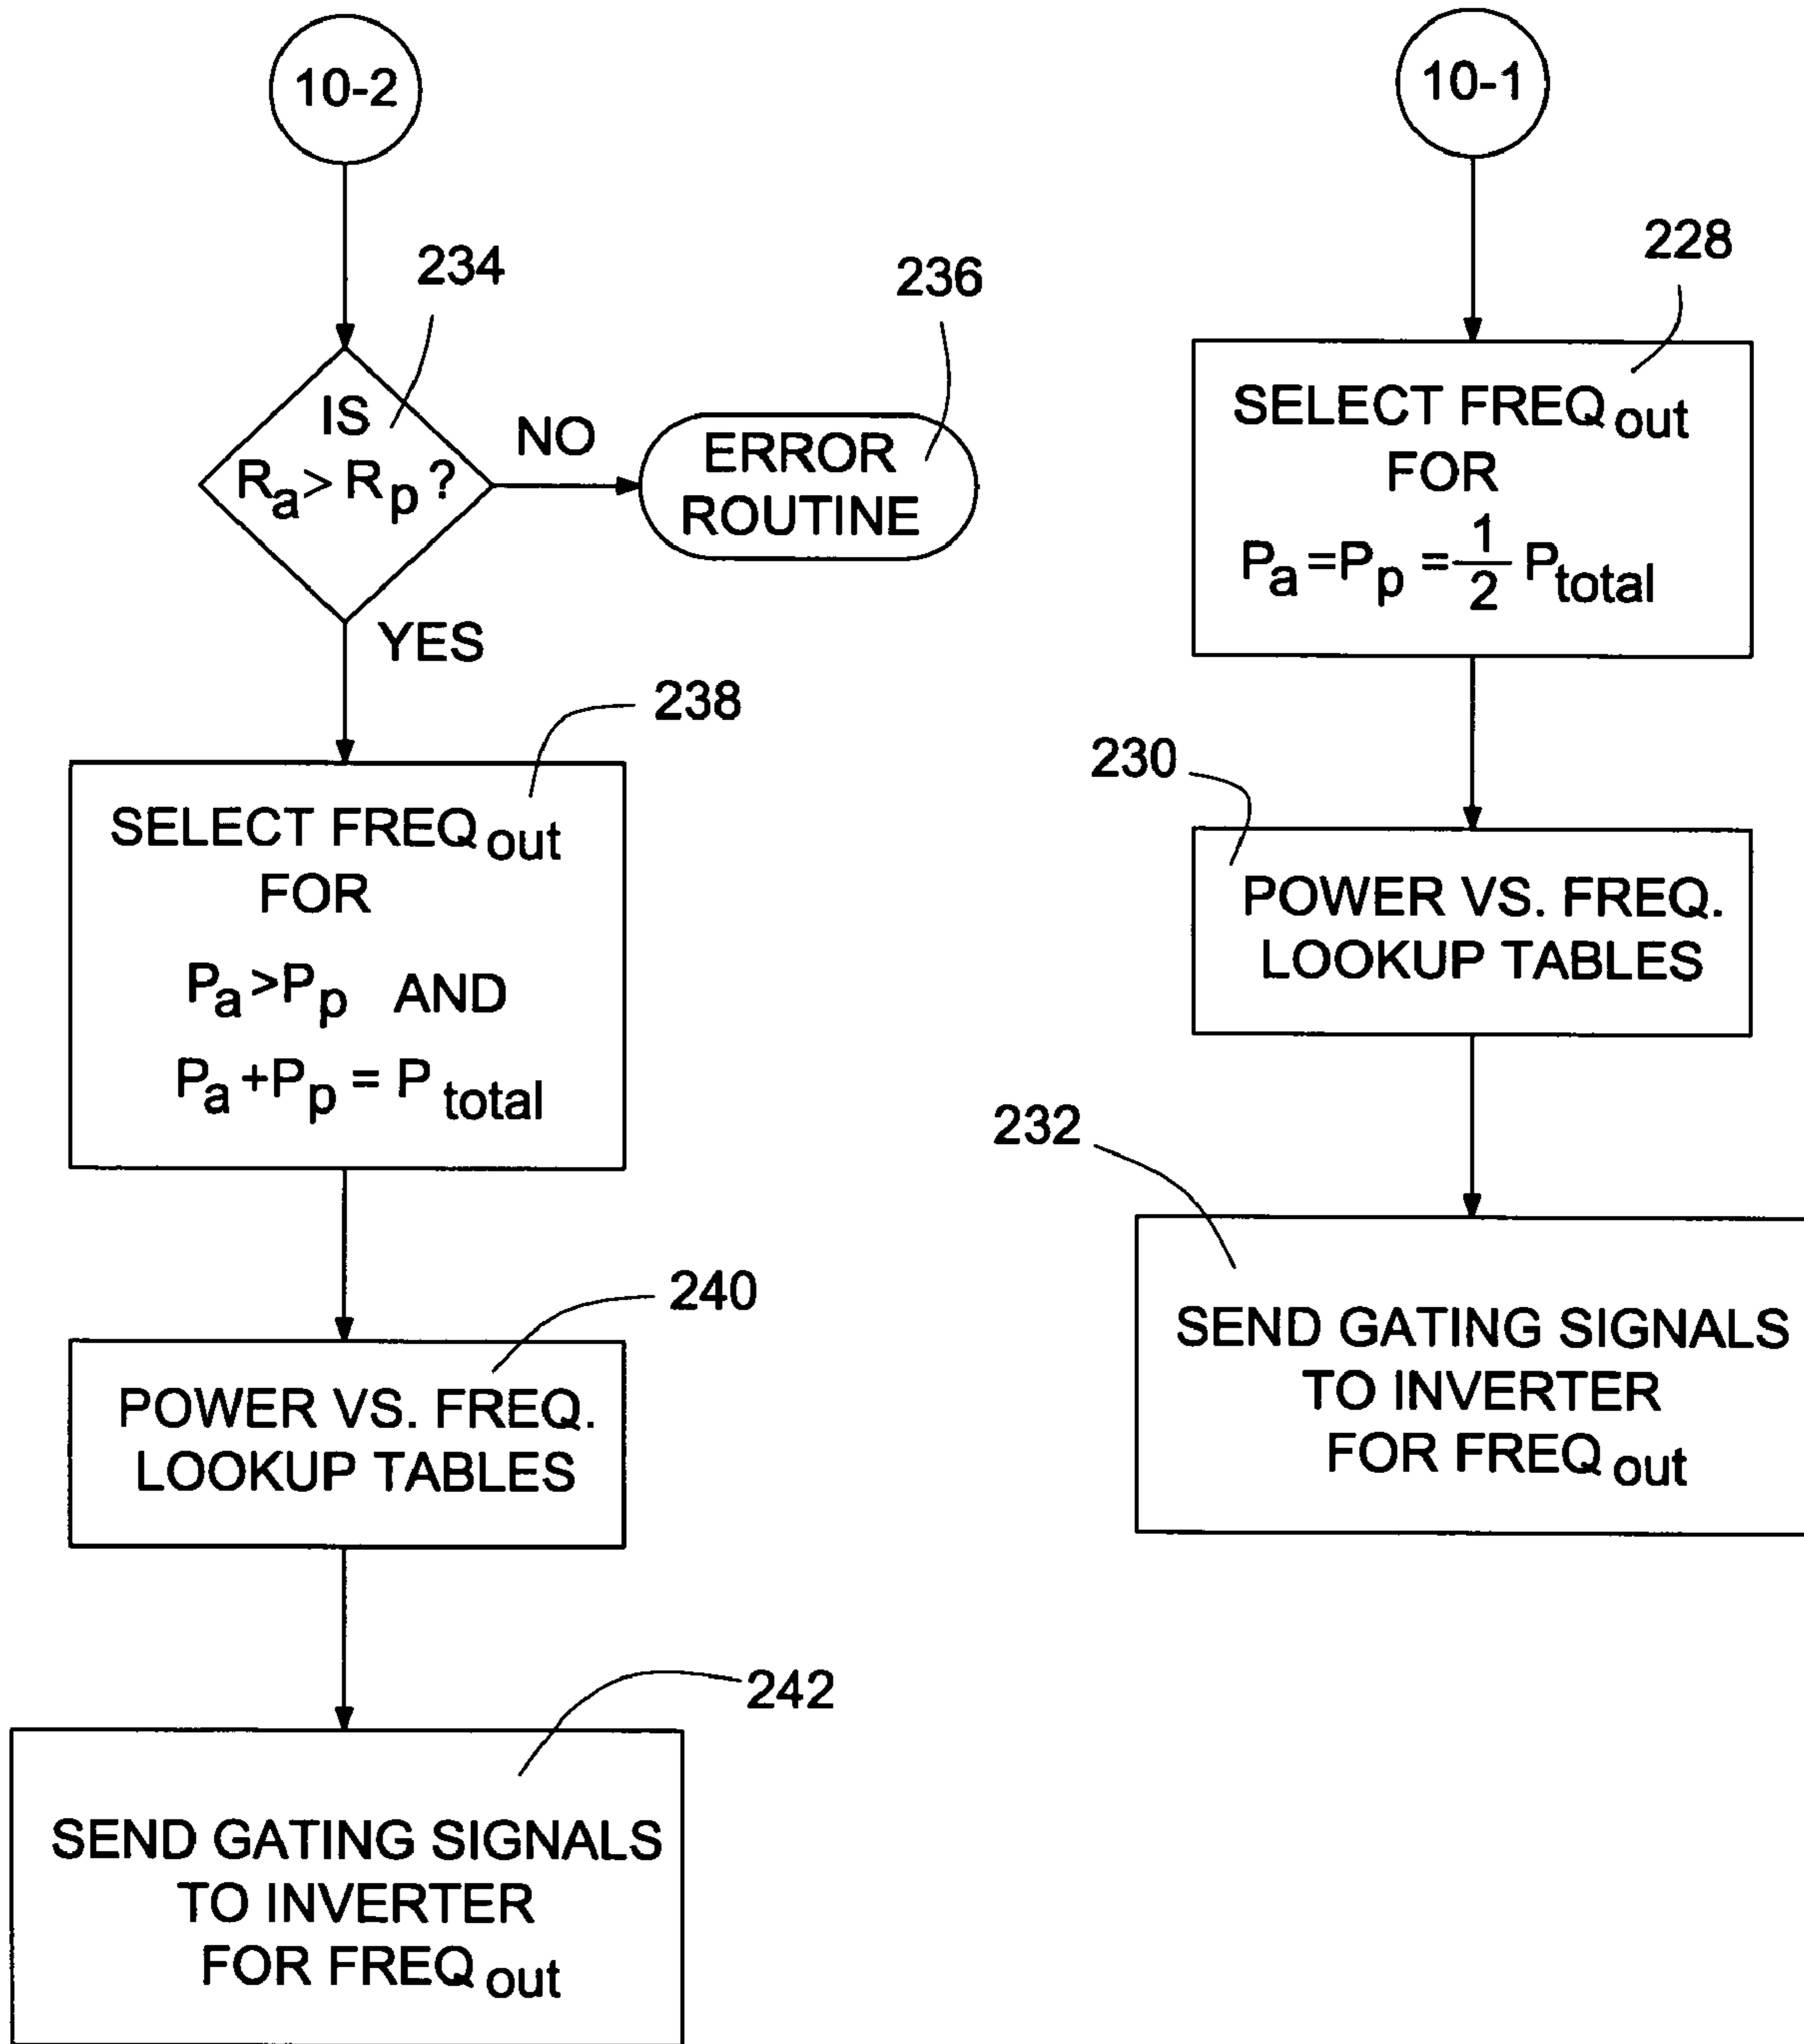 10-2
234
IS
Ra > Rp ?
NO
236
ERROR
ROUTINE
YES
238
SELECT FREQ out
FOR
Pa > Pp AND
Pa + Pp = P total
240
POWER VS. FREQ.
LOOKUP TABLES
242
SEND GATING SIGNALS
TO INVERTER
FOR FREQ out
10-1
228
SELECT FREQ out
FOR
Pa = Pp = 1/2 Ptotal
230
POWER VS. FREQ.
LOOKUP TABLES
232
SEND GATING SIGNALS
TO INVERTER
FOR FREQ out